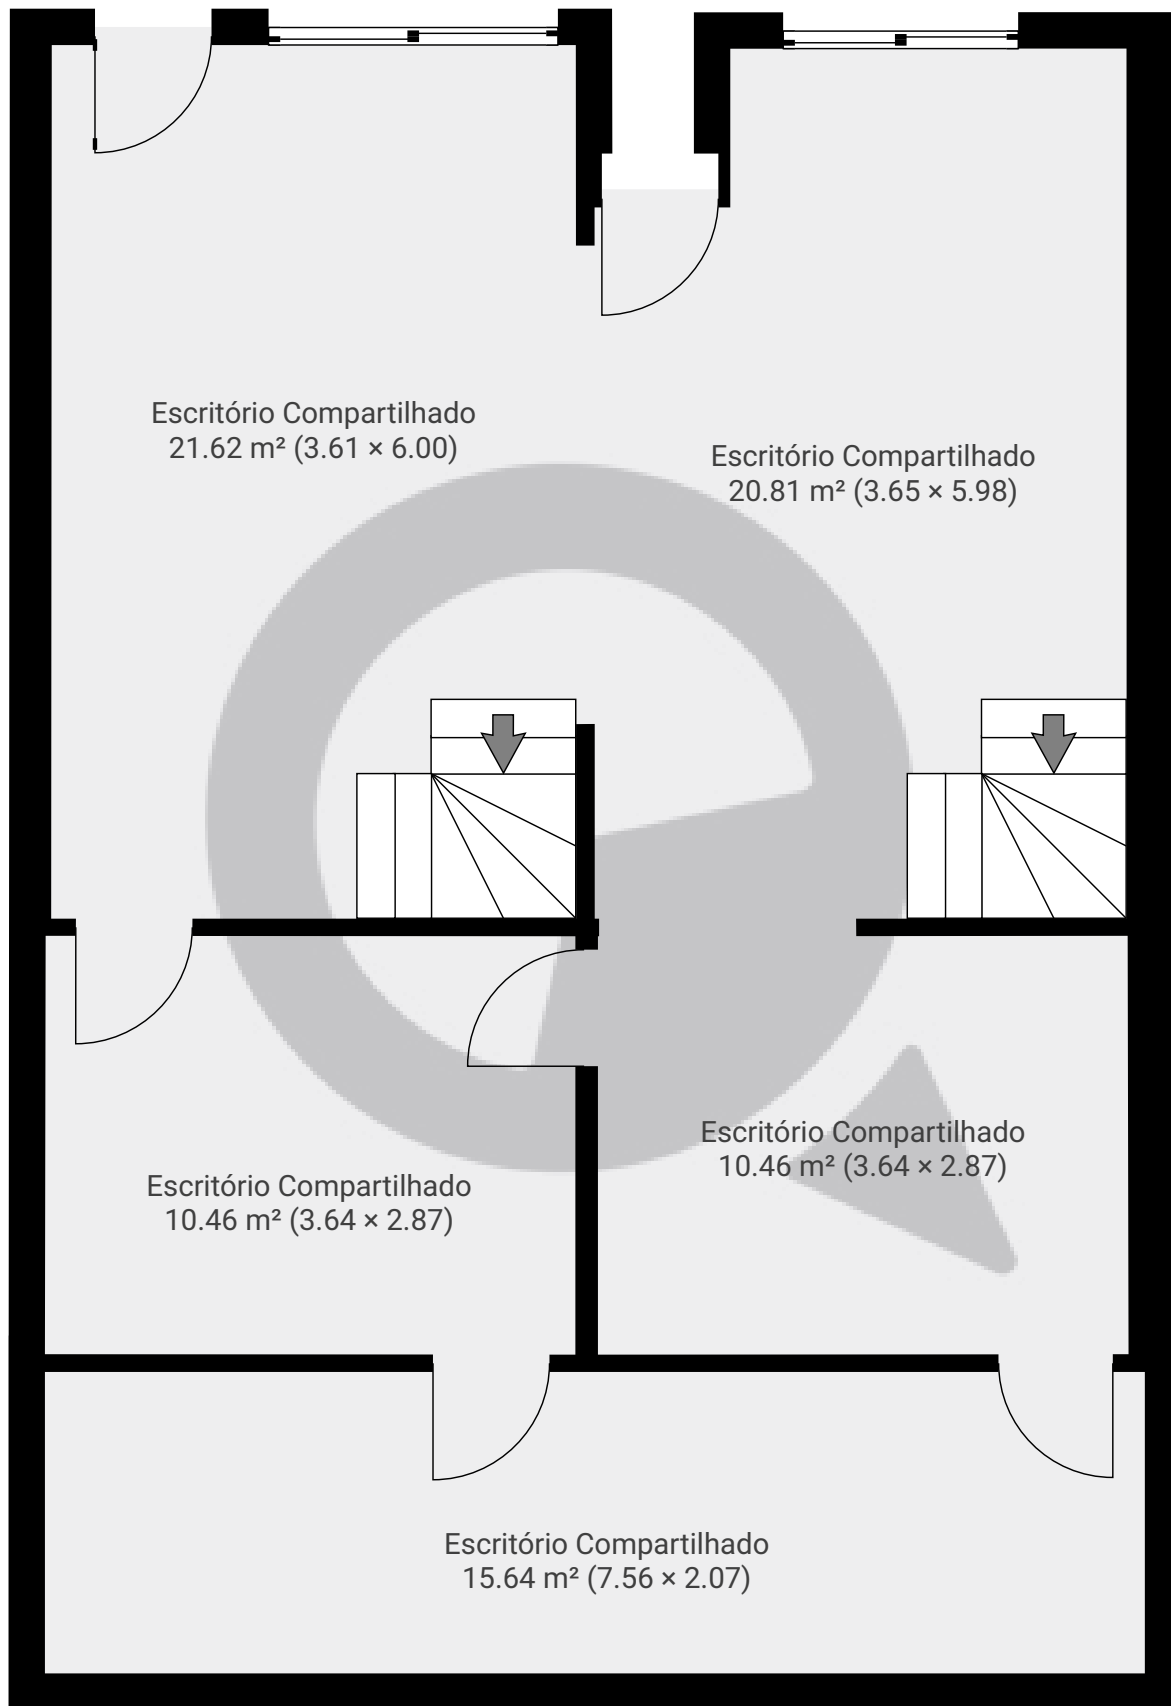 Escritório Compartilhado
21.62 m² (3.61 × 6.00)
Escritório Compartilhado
20.81 m² (3.65 × 5.98)
Escritório Compartilhado
10.46 m² (3.64 × 2.87)
Escritório Compartilhado
10.46 m² (3.64 × 2.87)
Escritório Compartilhado
15.64 m² (7.56 × 2.07)